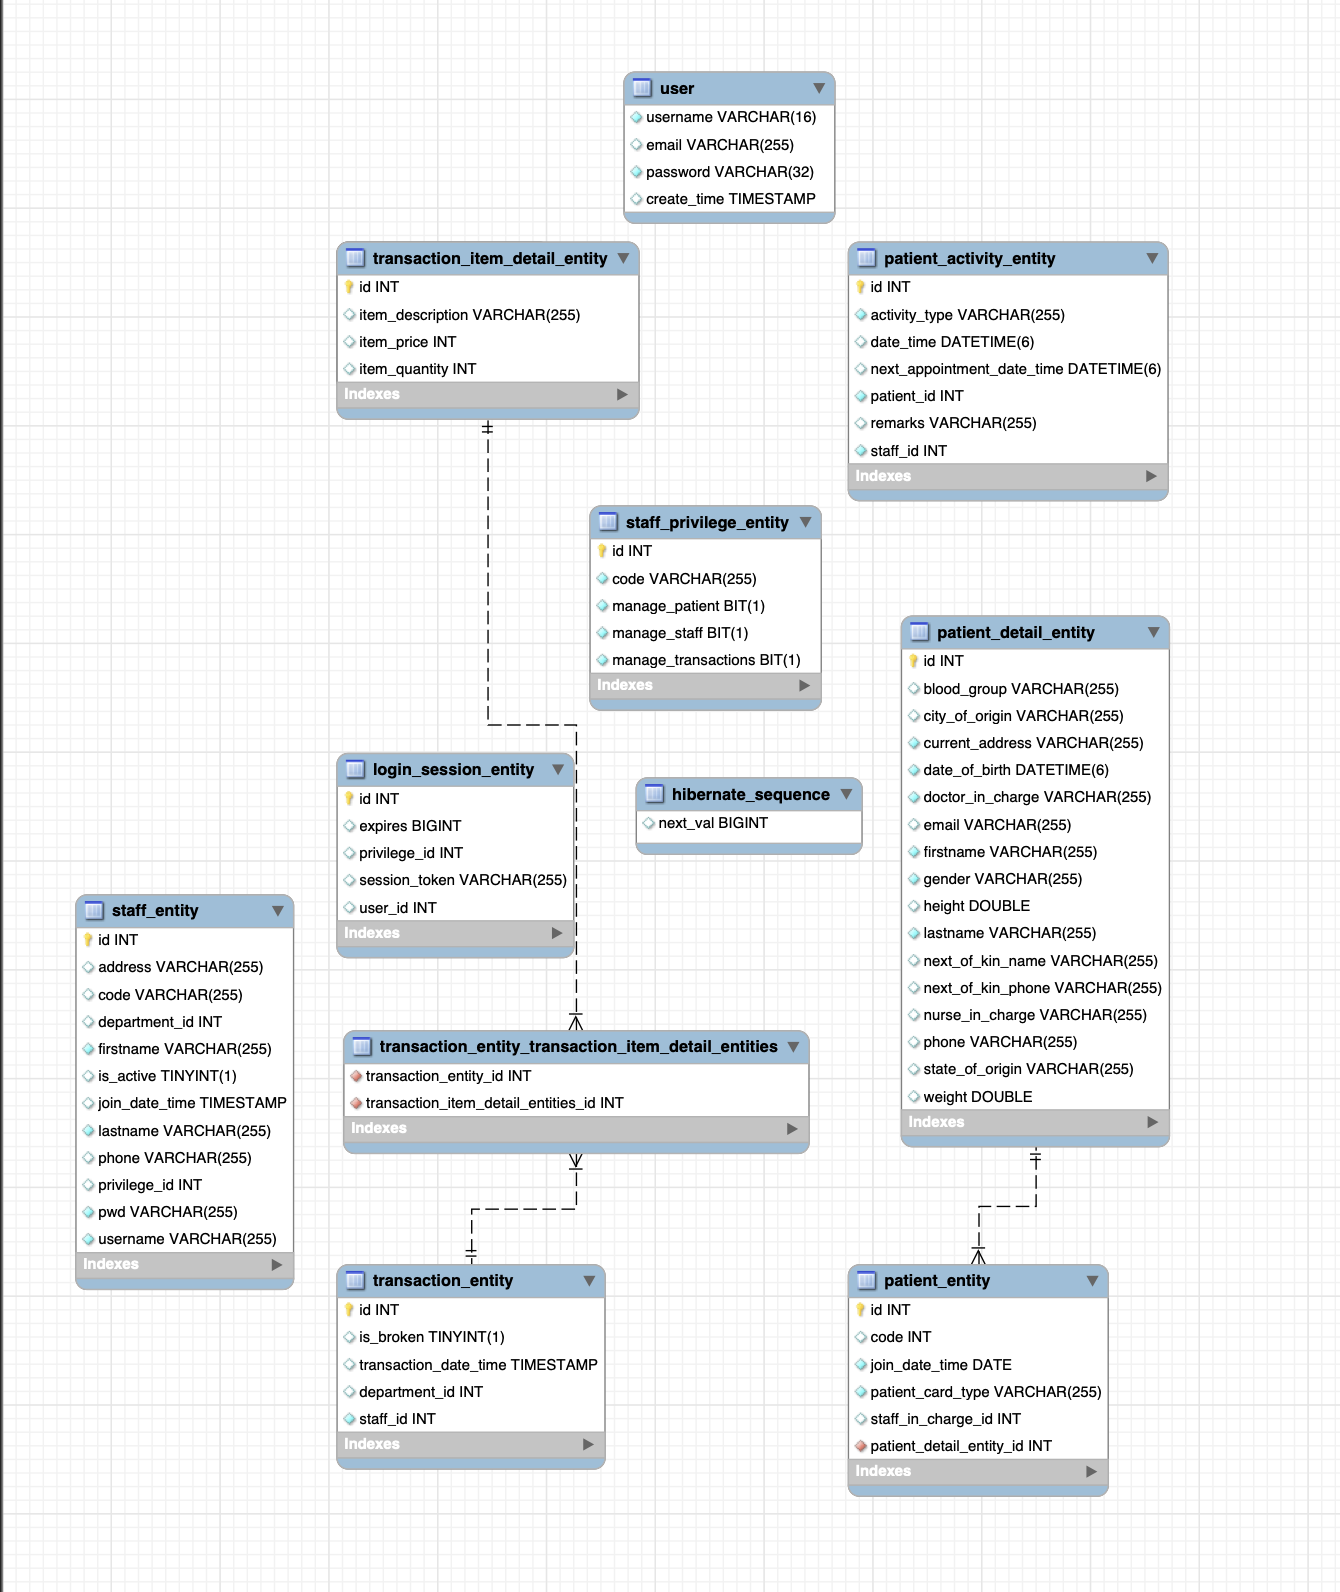 user
username VARCHAR(16)
email VARCHAR(255)
password VARCHAR(32)
create_time TIMESTAMP
transaction_item_detail_entity
id INT
item_description VARCHAR(255)
item_price INT
item_quantity INT
Indexes
patient_activity_entity
id INT
activity_type VARCHAR(255)
date_time DATETIME(6)
next_appointment_date_time DATETIME(6)
patient_id INT
remarks VARCHAR(255)
staff_id INT
Indexes
staff_privilege_entity
id INT
code VARCHAR(255)
manage_patient BIT(1)
manage_staff BIT(1)
manage_transactions BIT(1)
Indexes
patient_detail_entity
id INT
blood_group VARCHAR(255)
city_of_origin VARCHAR(255)
current_address VARCHAR(255)
date_of_birth DATETIME(6)
doctor_in_charge VARCHAR(255)
email VARCHAR(255)
firstname VARCHAR(255)
gender VARCHAR(255)
height DOUBLE
lastname VARCHAR(255)
next_of_kin_name VARCHAR(255)
next_of_kin_phone VARCHAR(255)
nurse_in_charge VARCHAR(255)
phone VARCHAR(255)
state_of_origin VARCHAR(255)
weight DOUBLE
Indexes
login_session_entity
id INT
expires BIGINT
privilege_id INT
session_token VARCHAR(255)
user_id INT
Indexes
hibernate_sequence
next_val BIGINT
staff_entity
id INT
address VARCHAR(255)
code VARCHAR(255)
department_id INT
firstname VARCHAR(255)
is_active TINYINT(1)
join_date_time TIMESTAMP
lastname VARCHAR(255)
phone VARCHAR(255)
privilege_id INT
pwd VARCHAR(255)
username VARCHAR(255)
Indexes
transaction_entity_transaction_item_detail_entities
transaction_entity_id INT
transaction_item_detail_entities_id INT
Indexes
transaction_entity
id INT
is_broken TINYINT(1)
transaction_date_time TIMESTAMP
department_id INT
staff_id INT
Indexes
patient_entity
id INT
code INT
join_date_time DATE
patient_card_type VARCHAR(255)
staff_in_charge_id INT
patient_detail_entity_id INT
Indexes